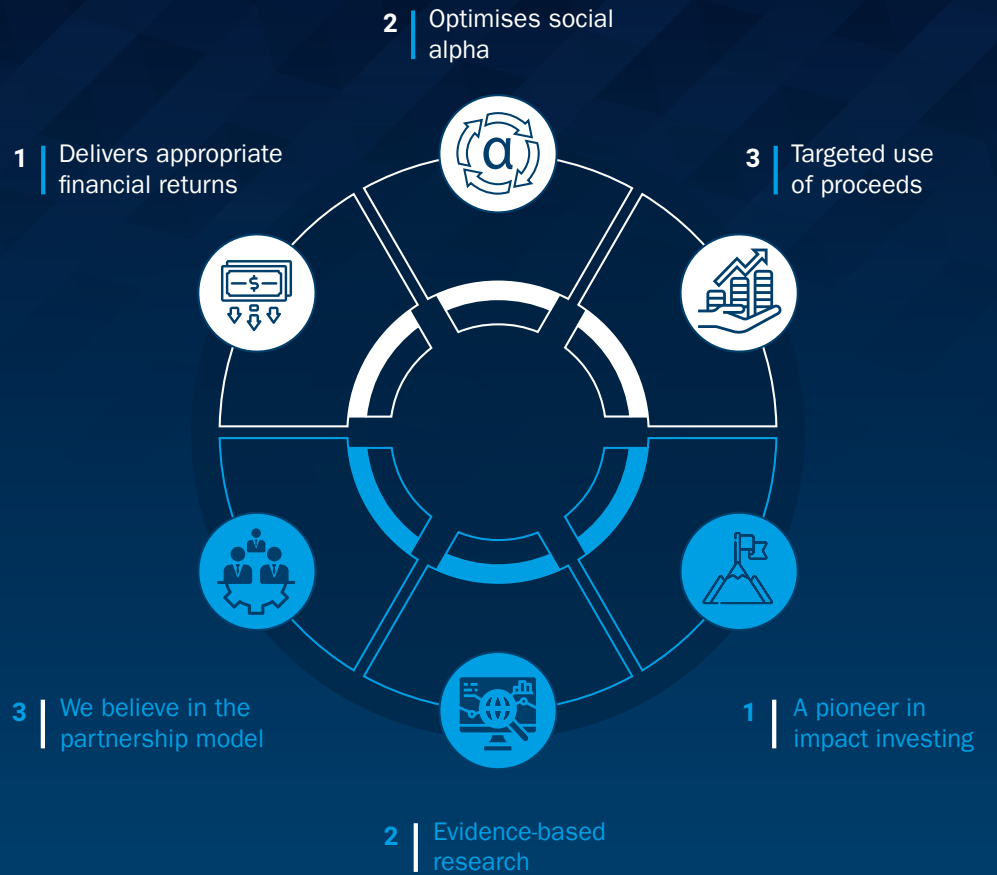 2
Optimises social
alpha
1
Delivers appropriate
financial returns
3
Targeted use
of proceeds
α
$
3
We believe in the
partnership model
1
A pioneer in
impact investing
2
Evidence-based
research